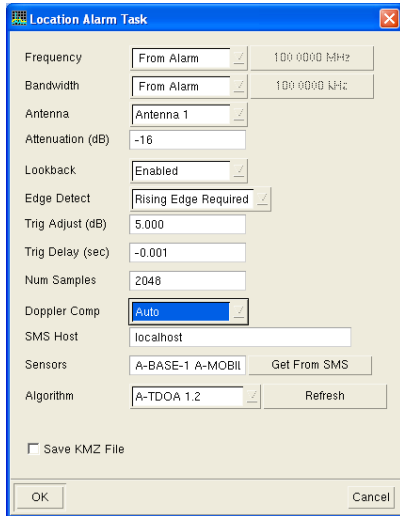 Location Alarm Task
Frequency From Alarm 100.0000 MHz
Bandwidth From Alarm 100.0000 kHz
Antenna Antenna 1
Attenuation (dB) -16
Lookback Enabled
Edge Detect Rising Edge Required
Trig Adjust (dB) 5.000
Trig Delay (sec) -0.001
Num Samples 2048
Doppler Comp Auto
SMS Host localhost
Sensors A-BASE-1 A-MOBIL Get From SMS
Algorithm A-TDOA 1.2 Refresh
Save KMZ File
OK Cancel